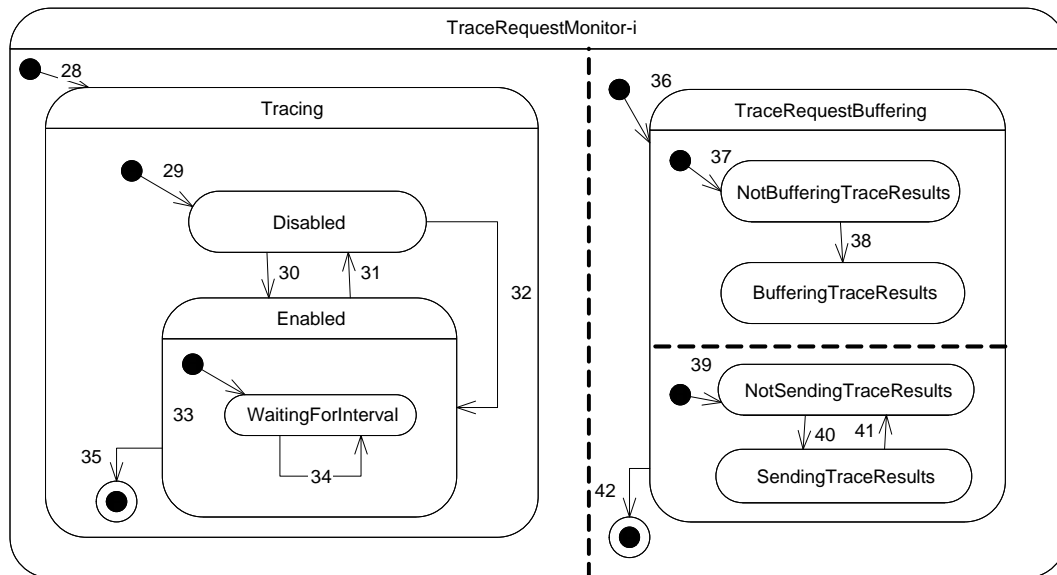 TraceRequestMonitor-i
28
Tracing
29
Disabled
30
31
32
Enabled
33
WaitingForInterval
34
35
36
TraceRequestBuffering
37
NotBufferingTraceResults
38
BufferingTraceResults
39
NotSendingTraceResults
40
41
SendingTraceResults
42